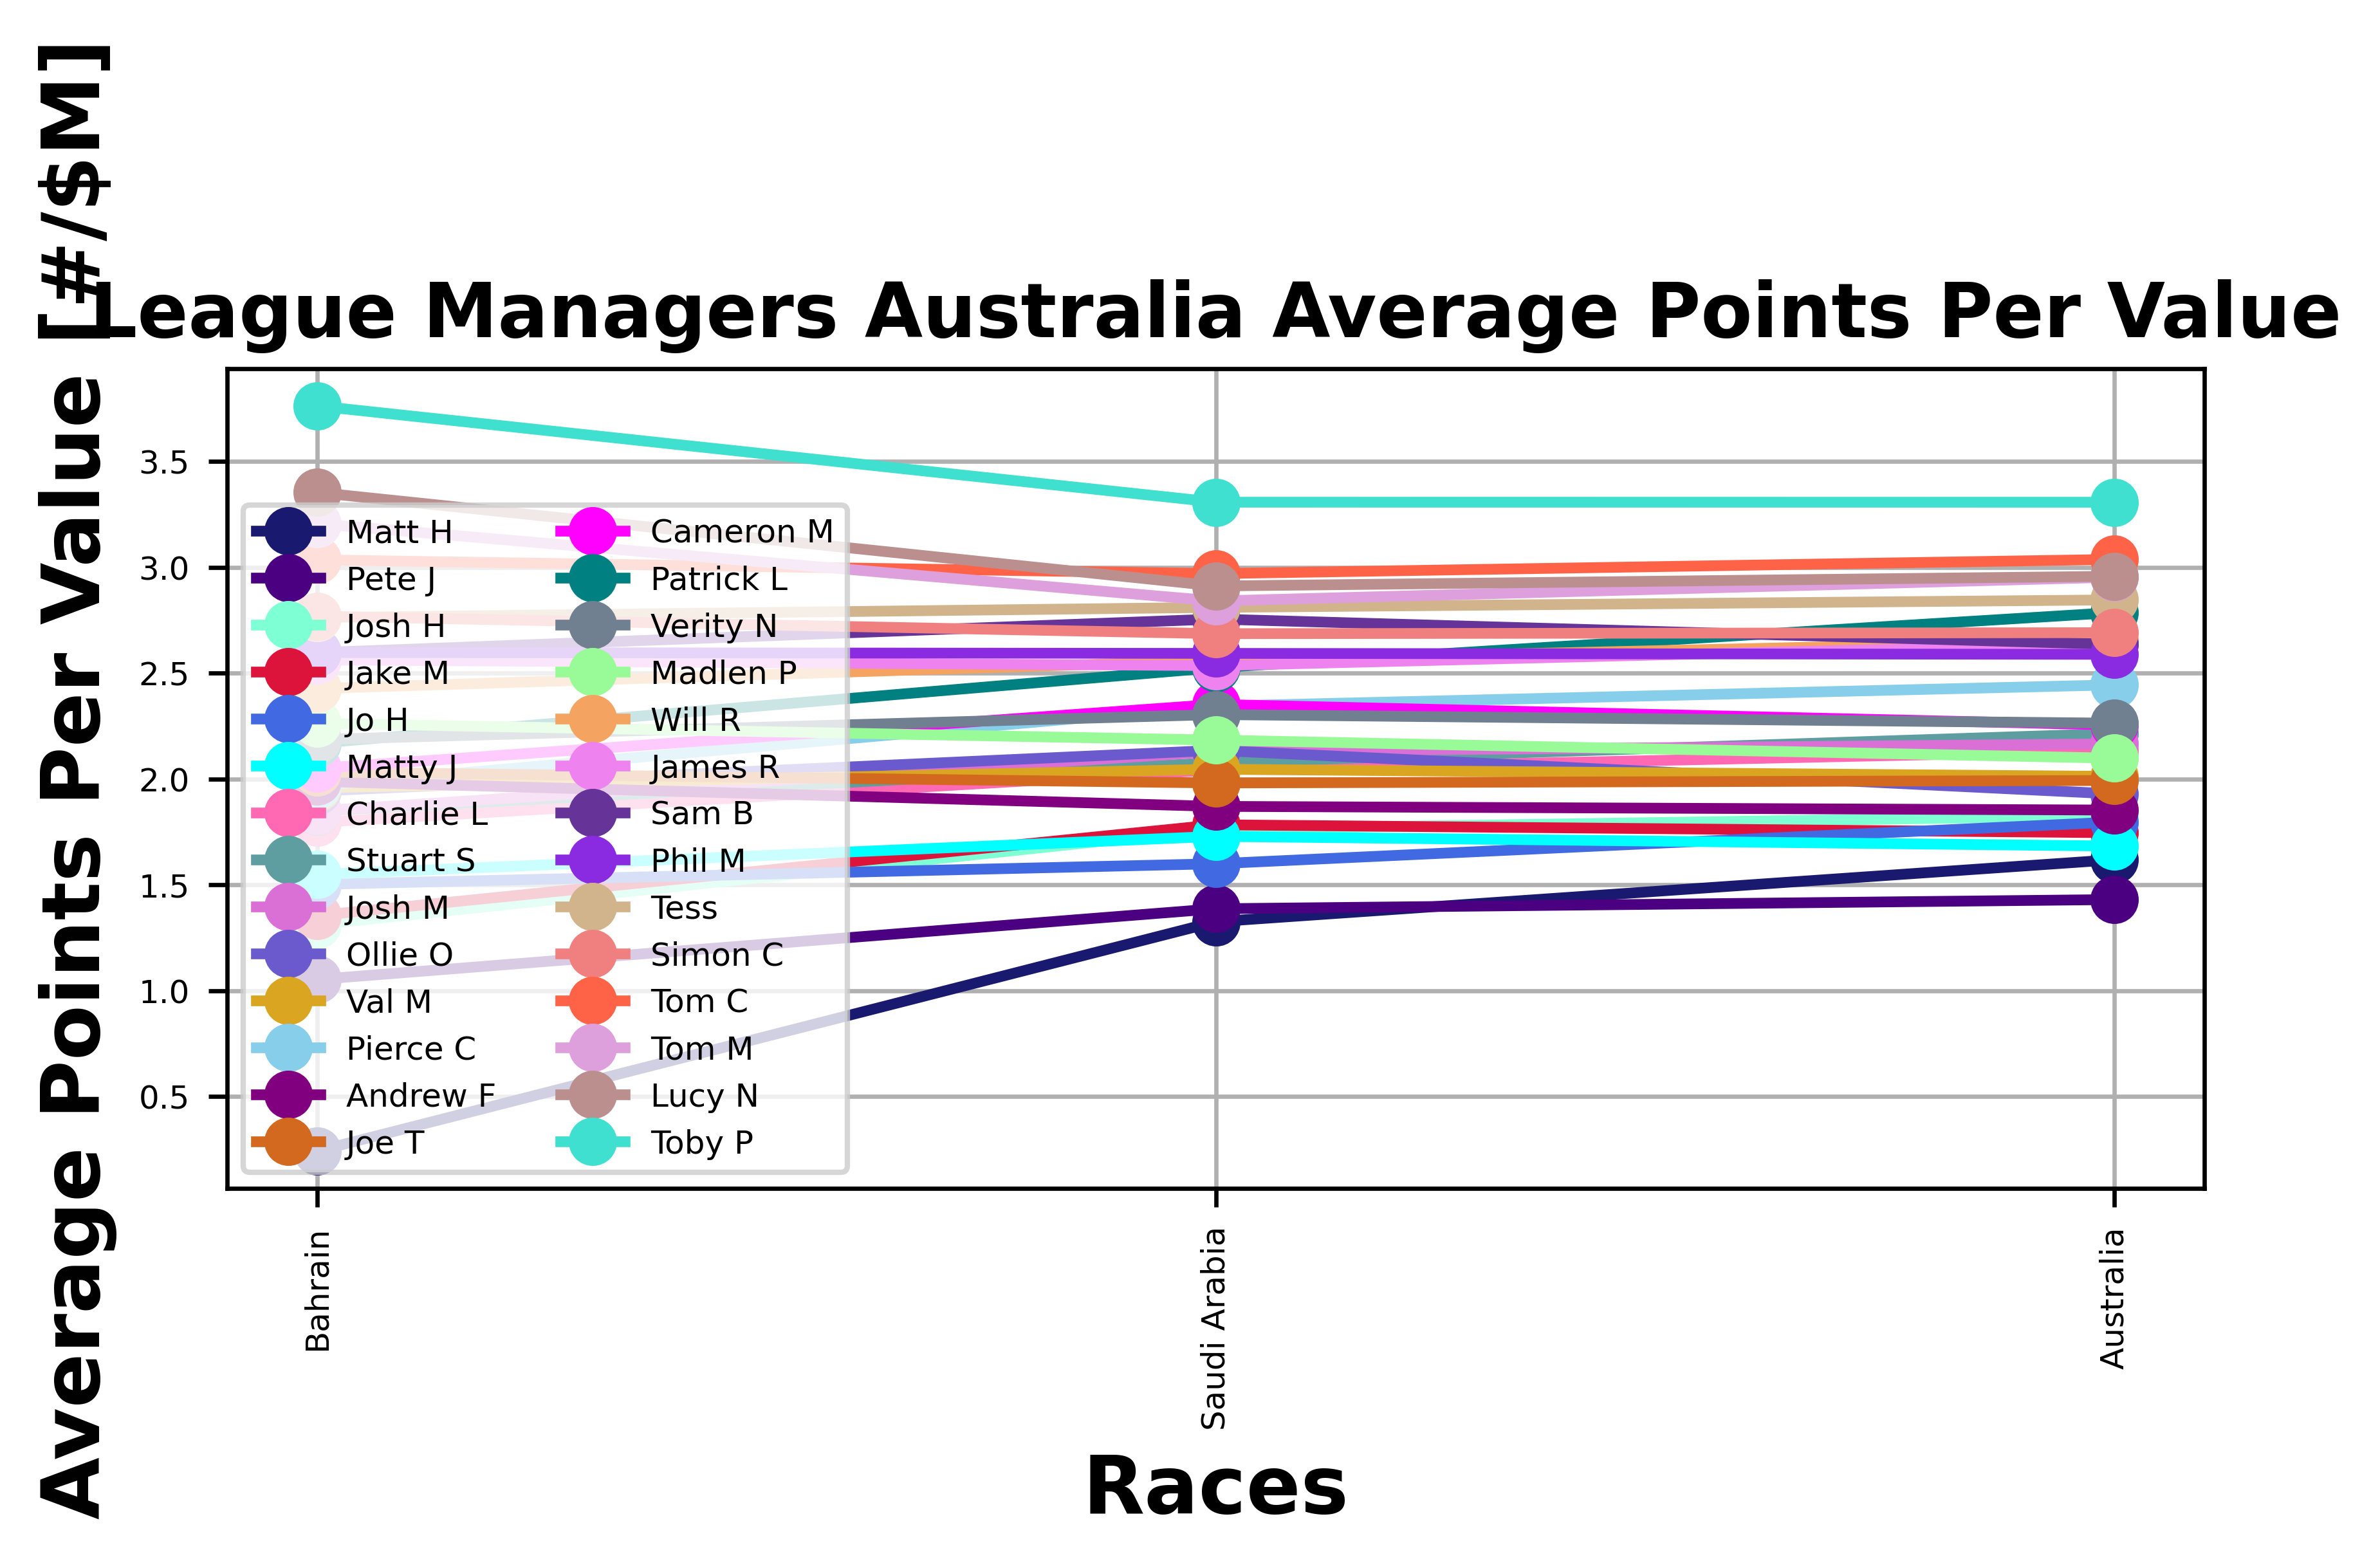 League Managers Australia Average Points Per Value
Average Points Per Value [#/$M]
3.5
3.0
2.5
2.0
1.5
1.0
0.5
Matt H
Pete J
Josh H
Jake M
Jo H
Matty J
Charlie L
Stuart S
Josh M
Ollie O
Val M
Pierce C
Andrew F
Joe T
Cameron M
Patrick L
Verity N
Madlen P
Will R
James R
Sam B
Phil M
Tess
Simon C
Tom C
Tom M
Lucy N
Toby P
Bahrain
Saudi Arabia
Australia
Races